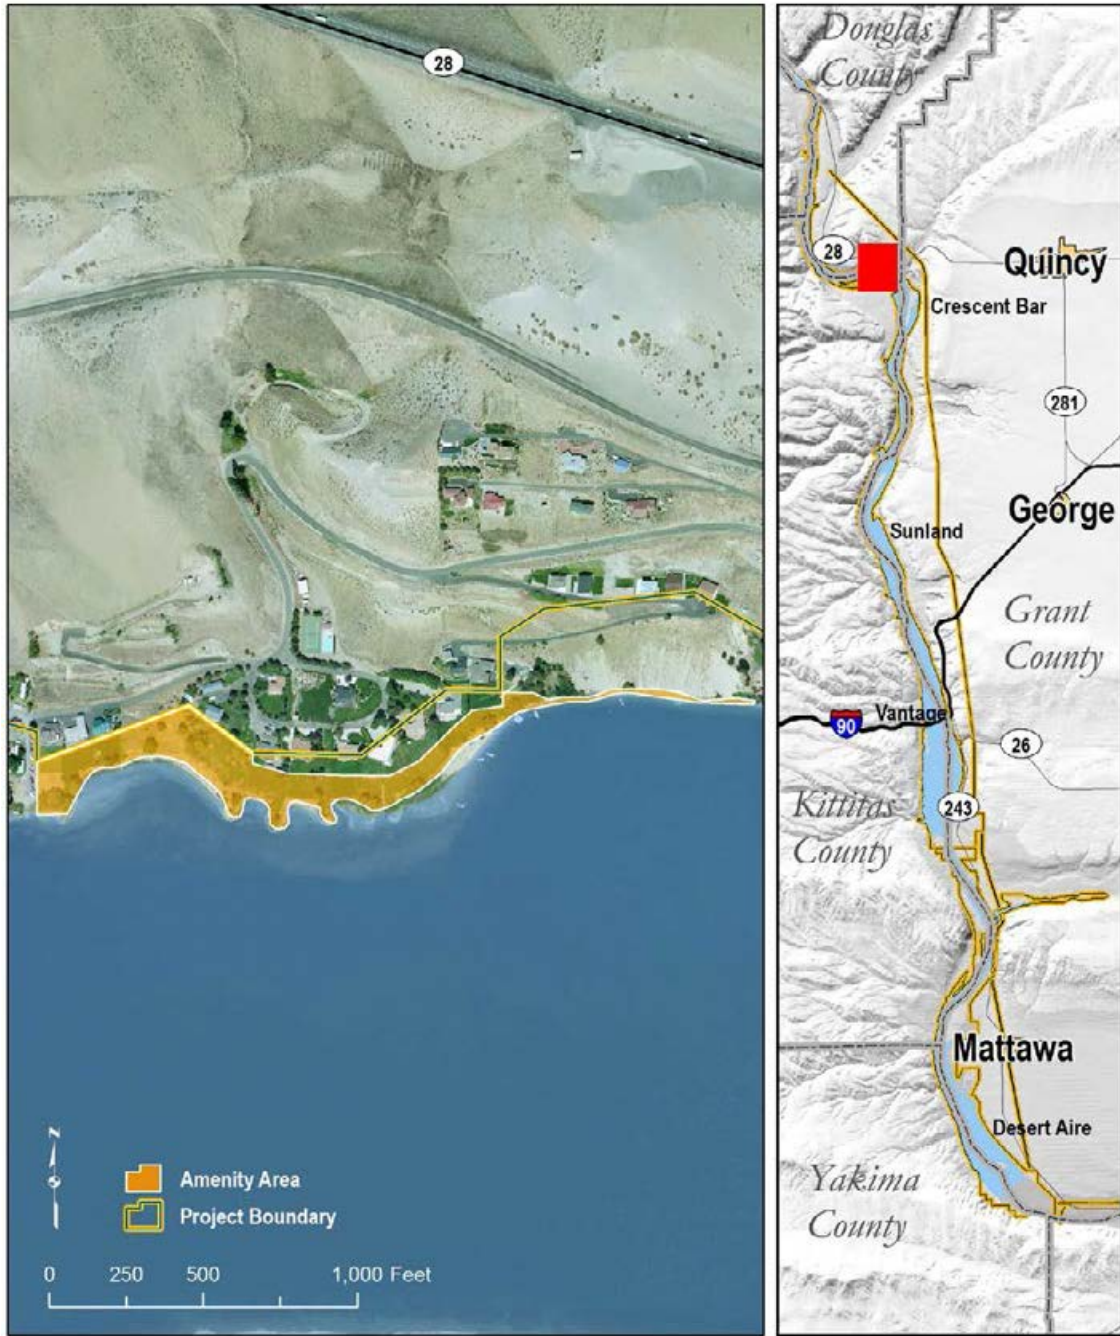 28
N
Amenity Area
Project Boundary
0 250 500 1,000 Feet
Douglas
County
28
Quincy
Crescent Bar
281
Sunland
George
Grant
County
Vantage
90
26
Kittitas
County
243
Mattawa
Desert Aire
Yakima
County